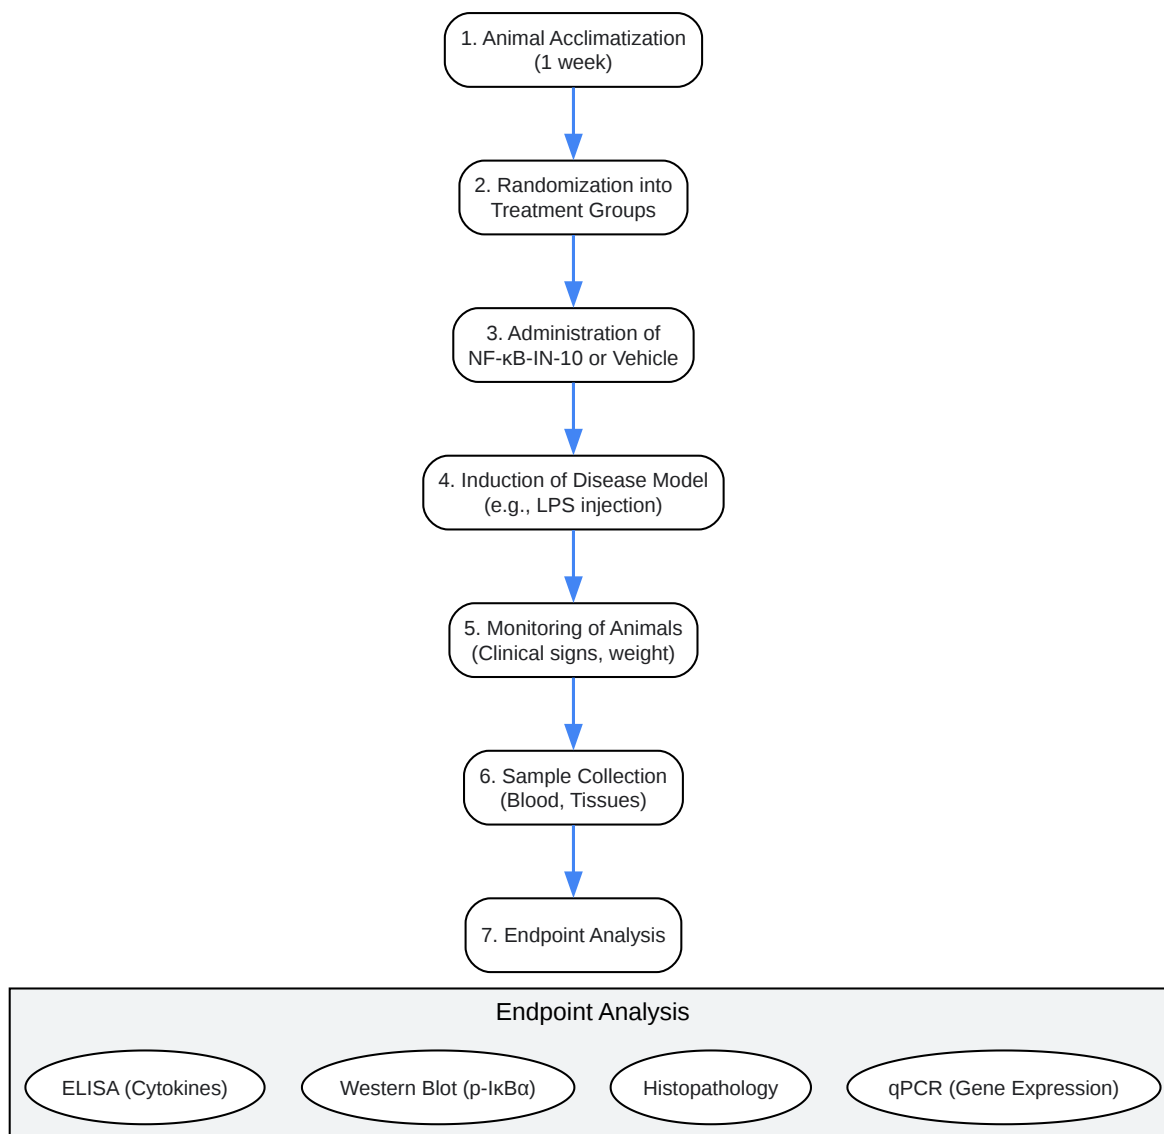 1. Animal Acclimatization
(1 week)
2. Randomization into
Treatment Groups
3. Administration of
NF-κB-IN-10 or Vehicle
4. Induction of Disease Model
(e.g., LPS injection)
5. Monitoring of Animals
(Clinical signs, weight)
6. Sample Collection
(Blood, Tissues)
7. Endpoint Analysis
Endpoint Analysis
ELISA (Cytokines)
Western Blot (p-IκBα)
Histopathology
qPCR (Gene Expression)